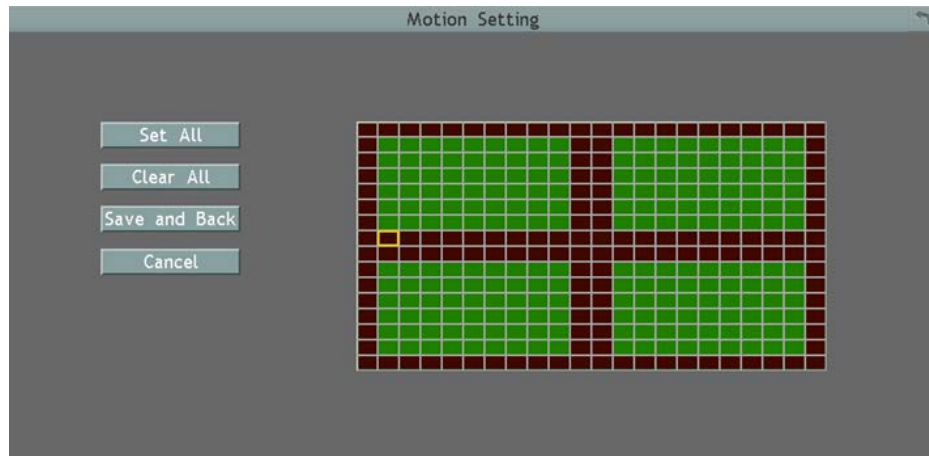 Motion Setting
Set All
Clear All
Save and Back
Cancel